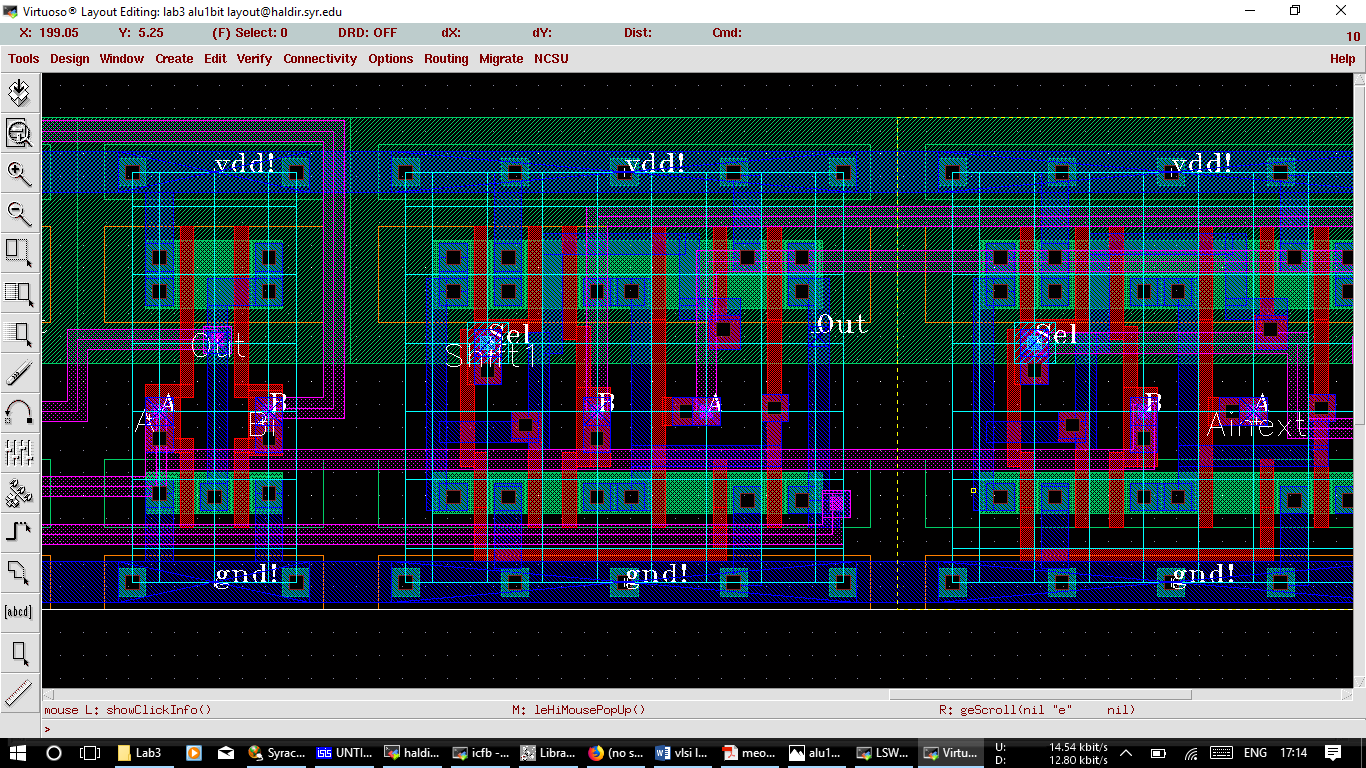 Virtuoso® Layout Editing: lab3 alu1bit layout@haldir.syr.edu
X: 199.05 Y: 5.25 (F) Select: 0 DRD: OFF dX: dY: Dist: Cmd:
10
Tools Design Window Create Edit Verify Connectivity Options Routing Migrate NCSU Help
vdd! vdd! vdd!
Out Sel Shift1 Out Sel
A A B B A B A
Ainext
gnd! gnd! gnd!
[abcd]
mouse L: showClickInfo() M: leHiMousePopUp() R: geScroll(nil "e" nil)
>
Lab3 Syrac... UNTI... haldi... icfb -... Libra... (no s... vlsi l... meo... alu1... LSW... Virtu... U: 14.54 kbit/s ENG 17:14
D: 12.80 kbit/s